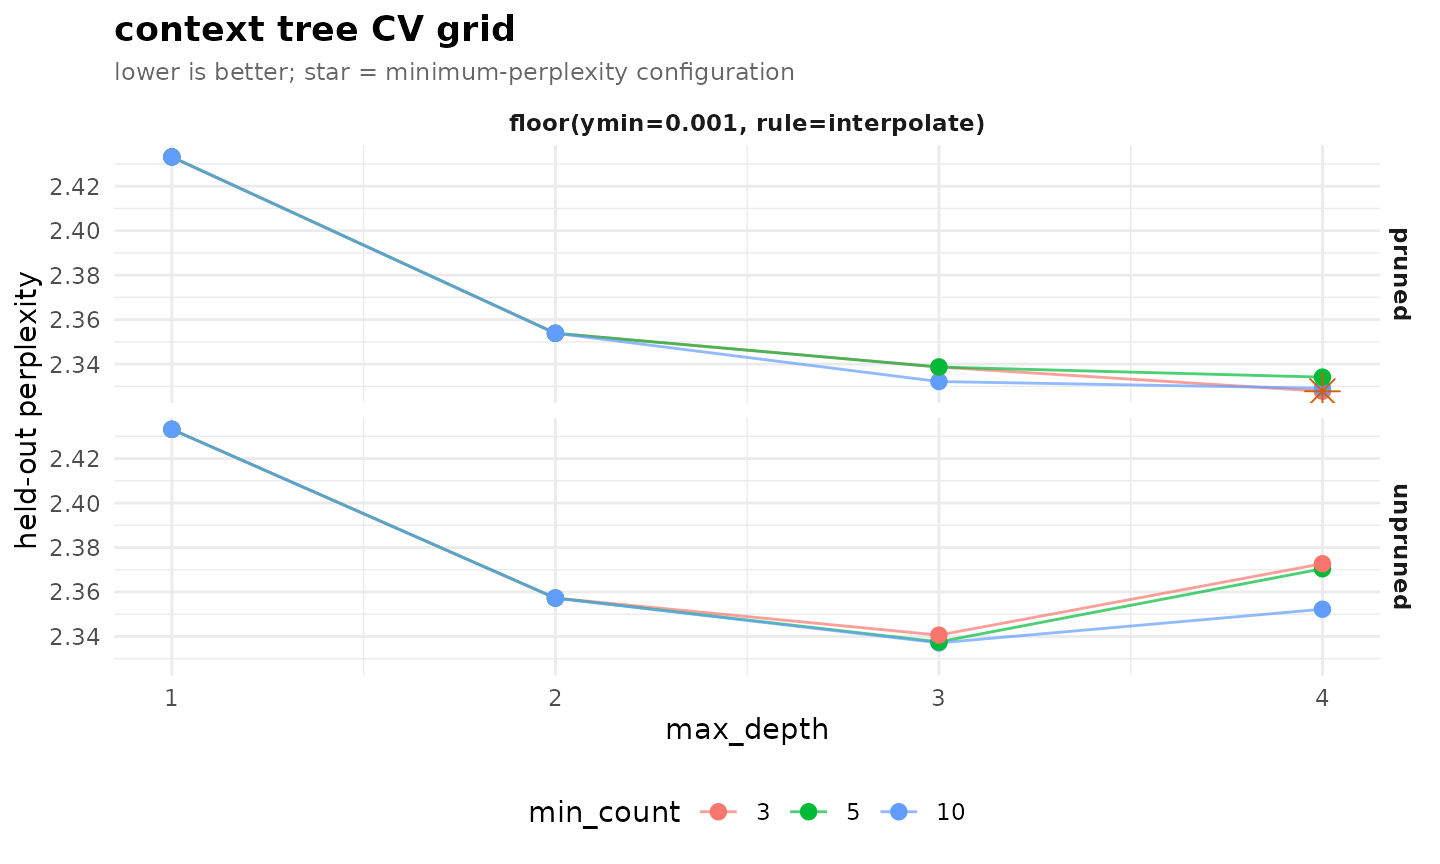 context tree CV grid
lower is better; star = minimum-perplexity configuration
floor(ymin=0.001, rule=interpolate)
held-out perplexity
2.42
2.40
2.38
2.36
2.34
pruned
2.42
2.40
2.38
2.36
2.34
unpruned
1 2 3 4
max_depth
min_count 3 5 10